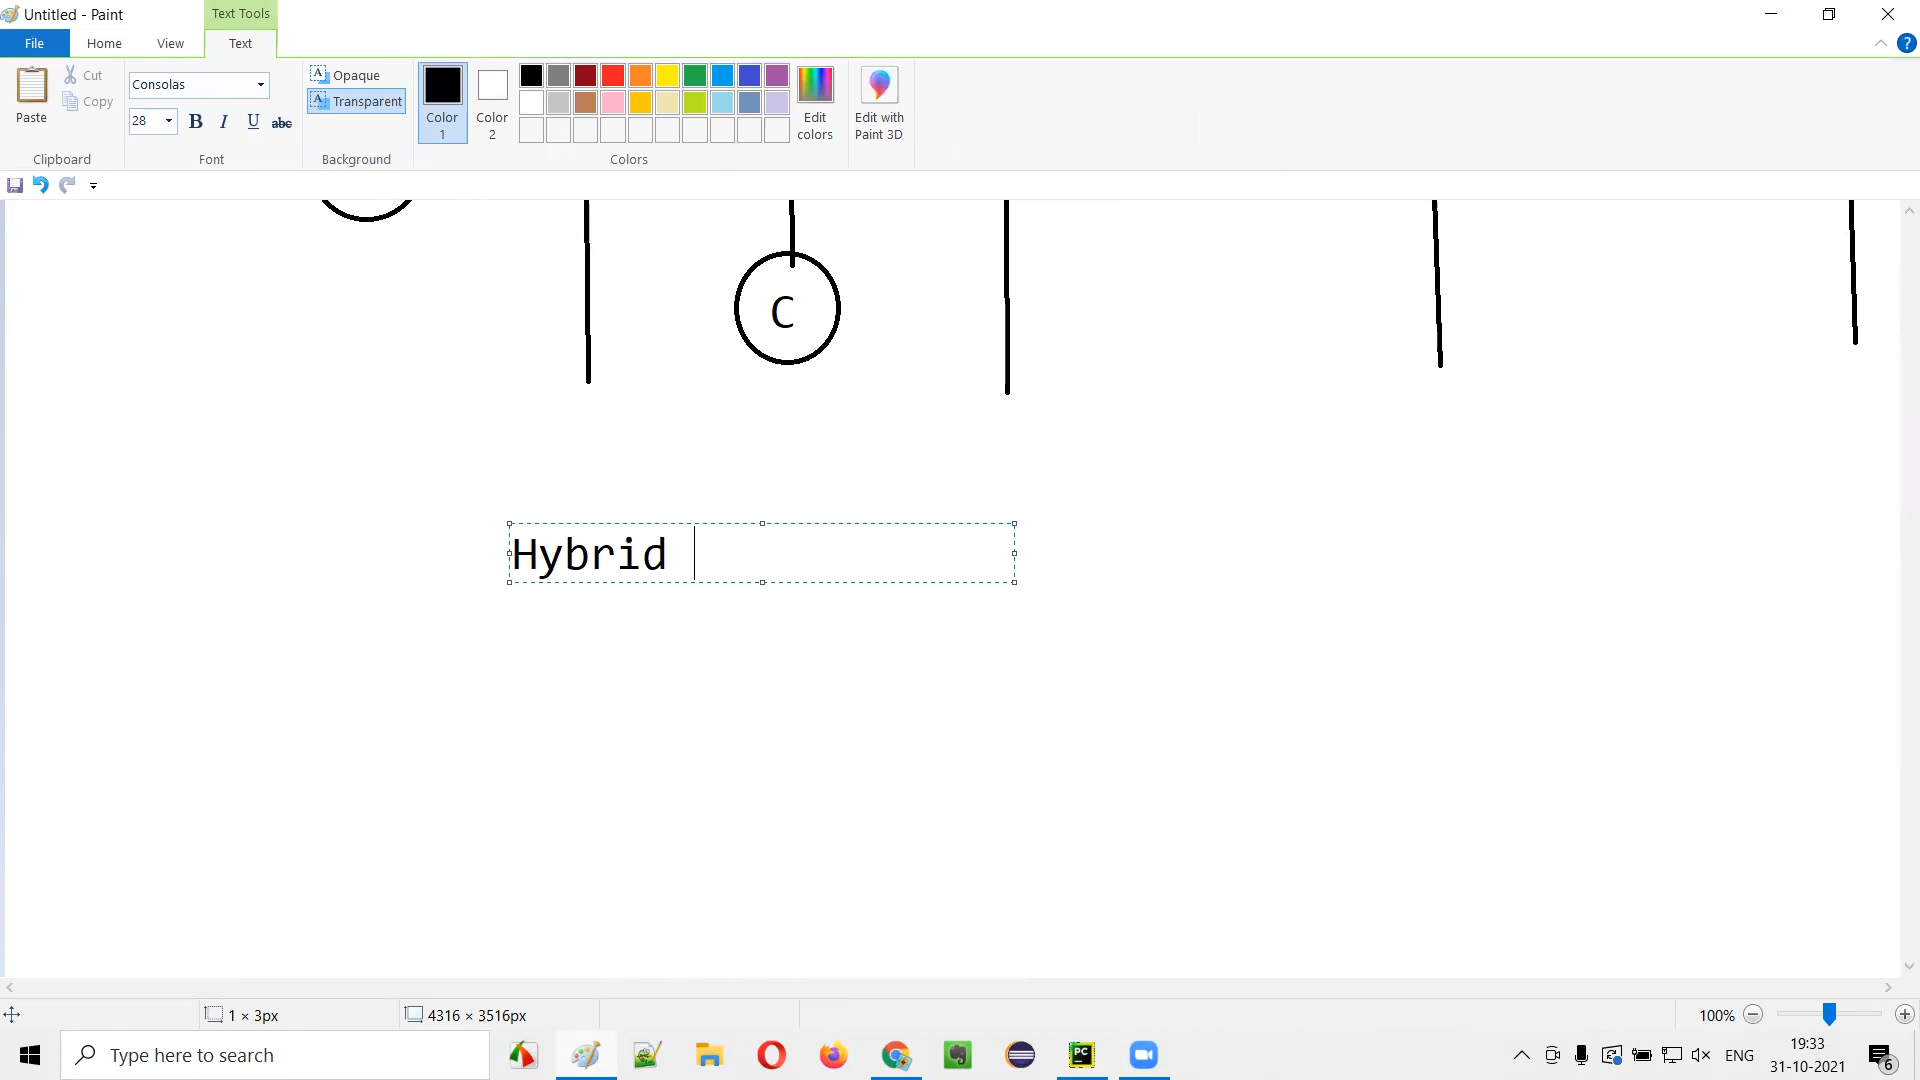 Untitled - Paint
Text Tools
File
Home
View
Text
Paste
Cut
Copy
Clipboard
Consolas
28
B I U abc
Font
Opaque
Transparent
Background
Color 1
Color 2
Edit colors
Colors
Edit with Paint 3D
C
Hybrid
1 × 3px
4316 × 3516px
100%
Type here to search
PC
ENG
19:33
31-10-2021
6